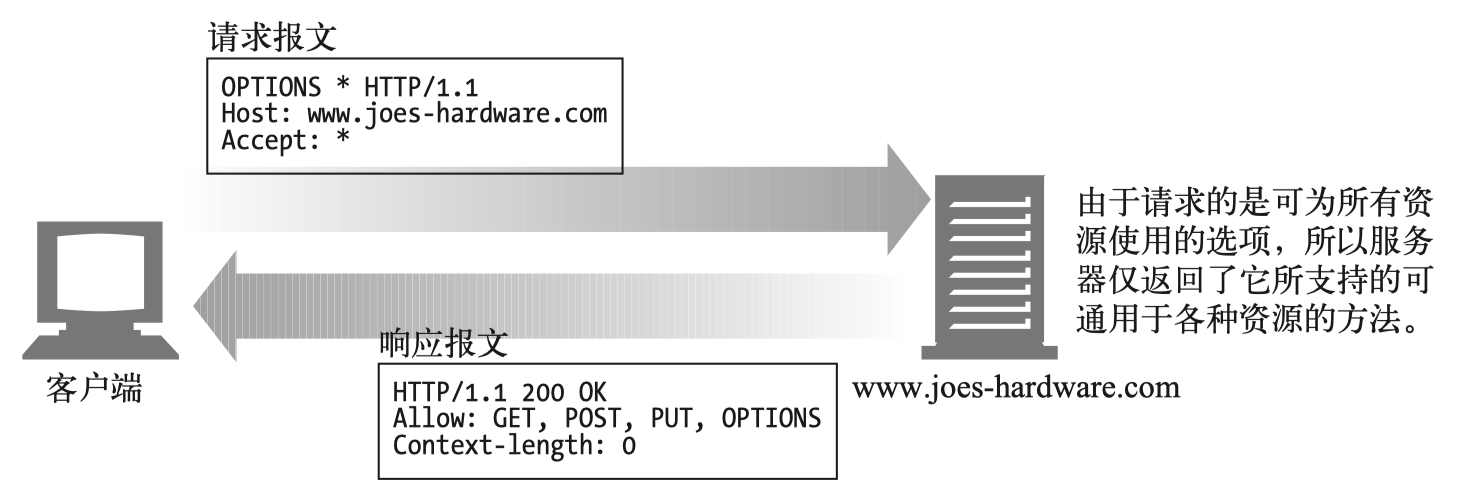 请求报文
OPTIONS * HTTP/1.1
Host: www.joes-hardware.com
Accept: *
由于请求的是可为所有资
源使用的选项，所以服务
器仅返回了它所支持的可
通用于各种资源的方法。
客户端
响应报文
HTTP/1.1 200 OK
Allow: GET, POST, PUT, OPTIONS
Context-length: 0
www.joes-hardware.com